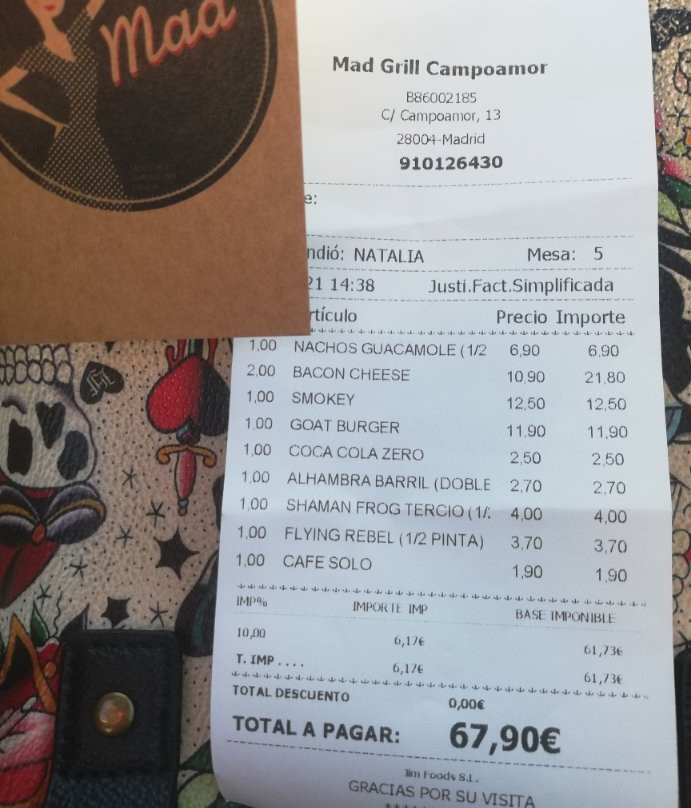 Mad
Mad Grill Campoamor
B86002185
C/ Campoamor, 13
28004-Madrid
910126430
e:
ndió: NATALIA Mesa: 5
21 14:38 Justi.Fact.Simplificada
rtículo Precio Importe
1,00 NACHOS GUACAMOLE (1/2 6,90 6,90
2,00 BACON CHEESE 10,90 21,80
1,00 SMOKEY 12,50 12,50
1,00 GOAT BURGER 11,90 11,90
1,00 COCA COLA ZERO 2,50 2,50
1,00 ALHAMBRA BARRIL (DOBLE 2,70 2,70
1,00 SHAMAN FROG TERCIO (1/. 4,00 4,00
1,00 FLYING REBEL (1/2 PINTA) 3,70 3,70
1,00 CAFE SOLO 1,90 1,90
IMP% IMPORTE IMP BASE IMPONIBLE
10,00 6,17€ 61,73€
T. IMP .... 6,17€ 61,73€
TOTAL DESCUENTO 0,00€
TOTAL A PAGAR: 67,90€
Jim Foods S.L.
GRACIAS POR SU VISITA